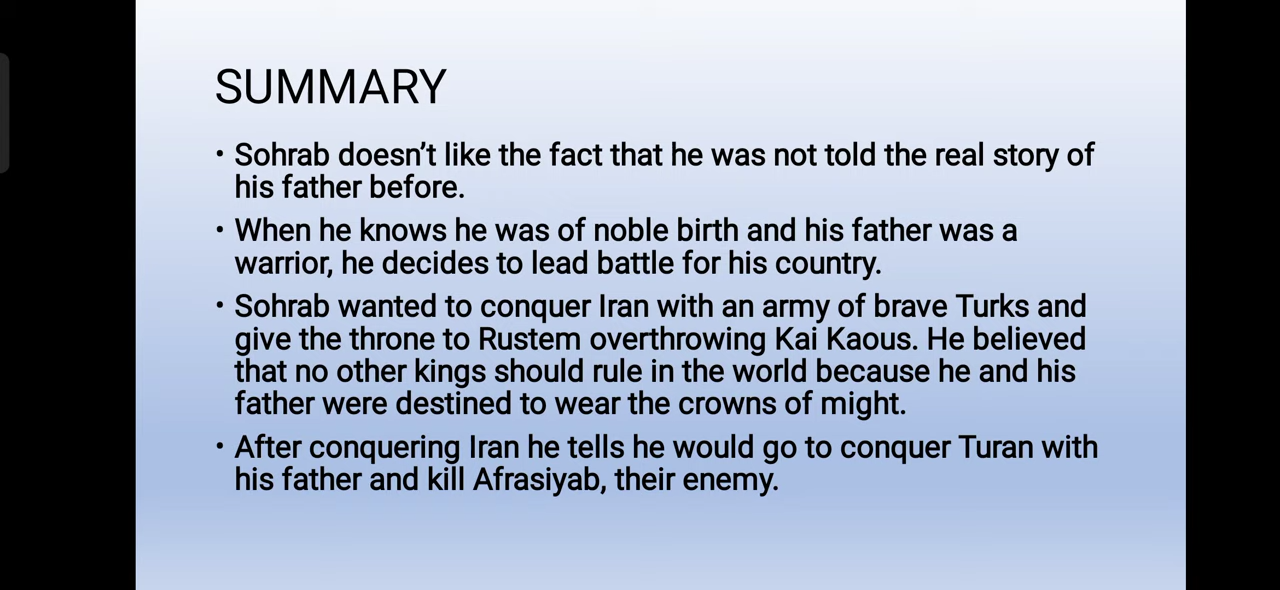 SUMMARY
• Sohrab doesn’t like the fact that he was not told the real story of
his father before.
• When he knows he was of noble birth and his father was a
warrior, he decides to lead battle for his country.
• Sohrab wanted to conquer Iran with an army of brave Turks and
give the throne to Rustem overthrowing Kai Kaous. He believed
that no other kings should rule in the world because he and his
father were destined to wear the crowns of might.
• After conquering Iran he tells he would go to conquer Turan with
his father and kill Afrasiyab, their enemy.